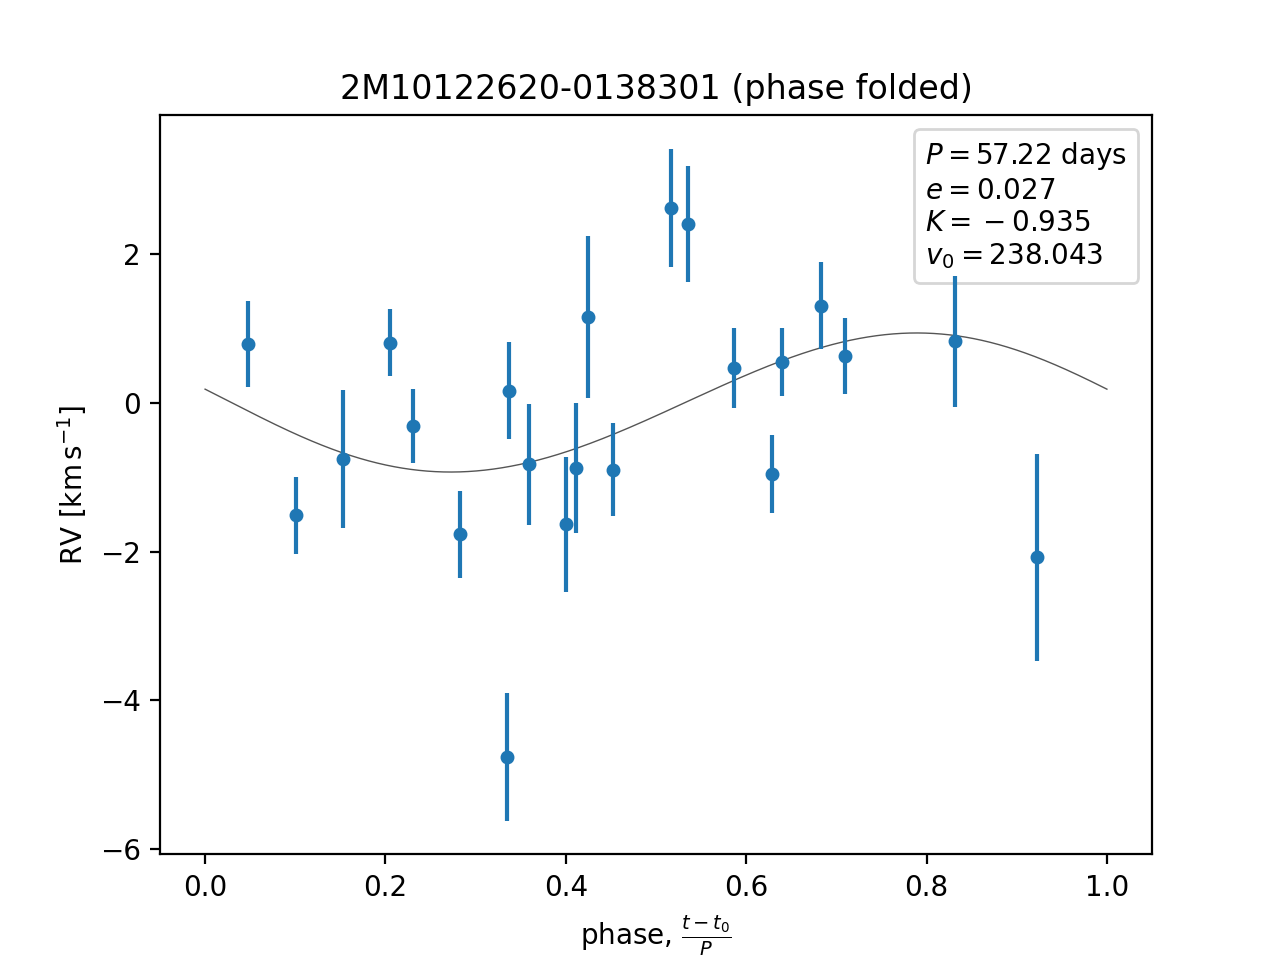 2M10122620-0138301 (phase folded)
P = 57.22 days
e = 0.027
K = −0.935
v₀ = 238.043
2
0
−2
−4
−6
RV [km s⁻¹]
0.0 0.2 0.4 0.6 0.8 1.0
phase, (t − t₀)/P